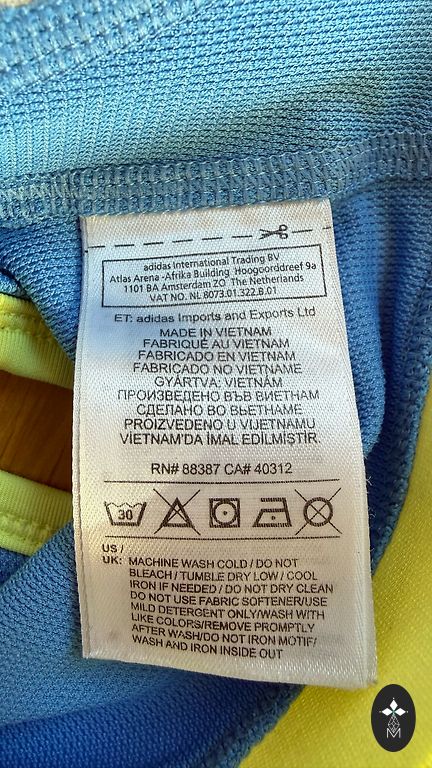 adidas International Trading BV
Atlas Arena -Afrika Building Hoogoorddreef 9a
1101 BA Amsterdam ZO The Netherlands
VAT NO. NL 8073.01.322.B.01
ET: adidas Imports and Exports Ltd
MADE IN VIETNAM
FABRIQUÉ AU VIETNAM
FABRICADO EN VIETNAM
FABRICADO NO VIETNAME
GYÁRTVA: VIETNÁM
ПРОИЗВЕДЕНО ВЪВ ВИЕТНАМ
СДЕЛАНО ВО ВЬЕТНАМЕ
PROIZVEDENO U VIJETNAMU
VIETNAM'DA İMAL EDİLMİŞTİR.
RN# 88387 CA# 40312
30
US /
UK: MACHINE WASH COLD / DO NOT
BLEACH / TUMBLE DRY LOW / COOL
IRON IF NEEDED / DO NOT DRY CLEAN
DO NOT USE FABRIC SOFTENER/USE
MILD DETERGENT ONLY/WASH WITH
LIKE COLORS/REMOVE PROMPTLY
AFTER WASH/DO NOT IRON MOTIF/
WASH AND IRON INSIDE OUT
M